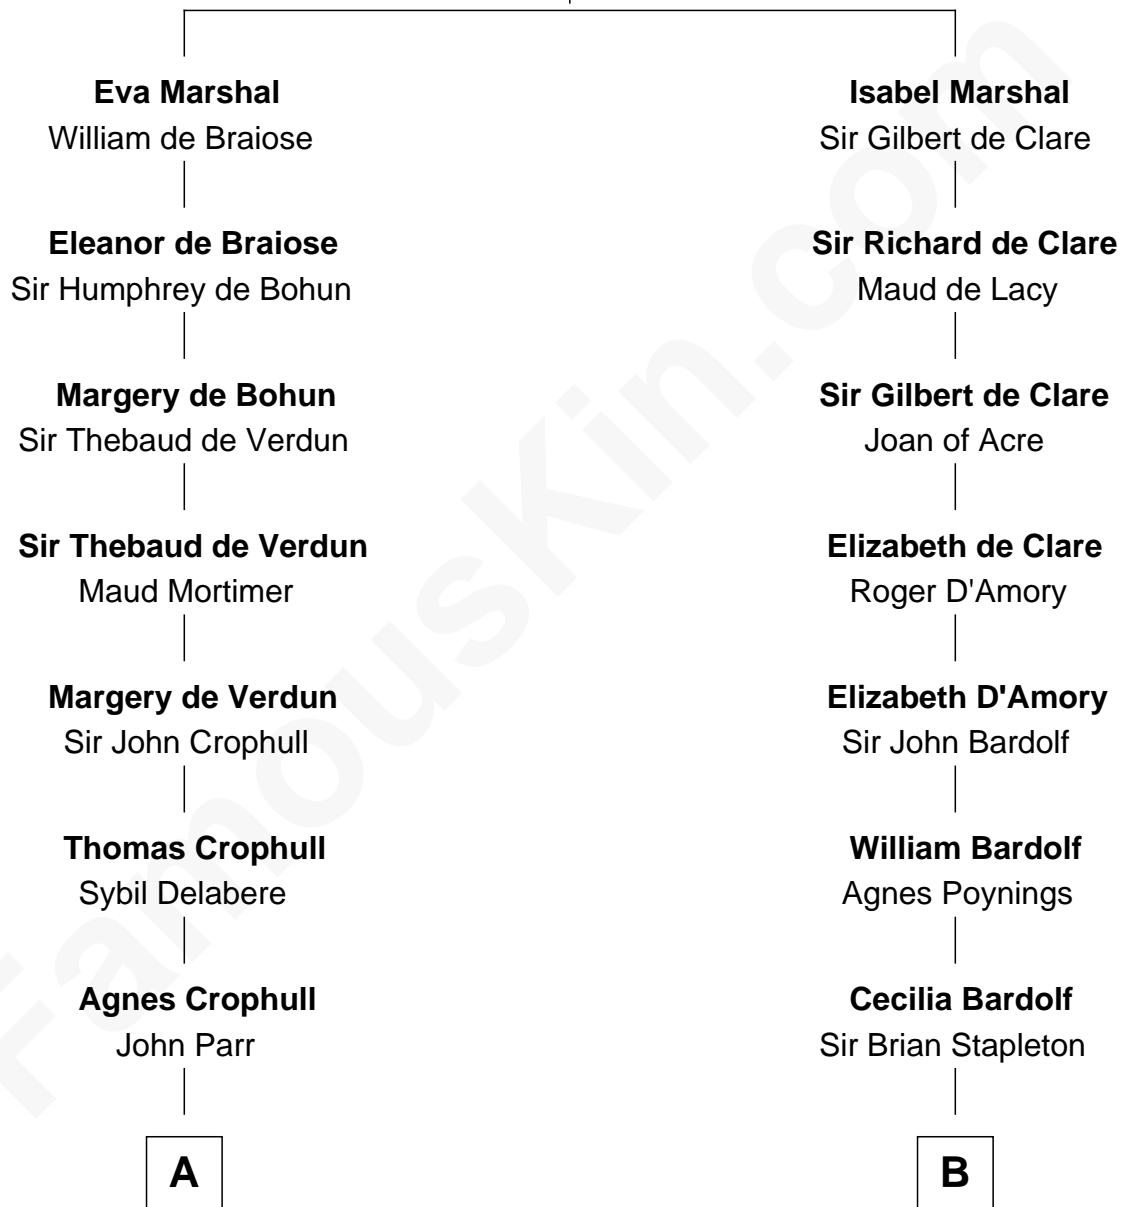 Eva Marshal
William de Braiose
Eleanor de Braiose
Sir Humphrey de Bohun
Margery de Bohun
Sir Thebaud de Verdun
Sir Thebaud de Verdun
Maud Mortimer
Margery de Verdun
Sir John Crophull
Thomas Crophull
Sybil Delabere
Agnes Crophull
John Parr
A
Isabel Marshal
Sir Gilbert de Clare
Sir Richard de Clare
Maud de Lacy
Sir Gilbert de Clare
Joan of Acre
Elizabeth de Clare
Roger D'Amory
Elizabeth D'Amory
Sir John Bardolf
William Bardolf
Agnes Poynings
Cecilia Bardolf
Sir Brian Stapleton
B
FamousKin.com